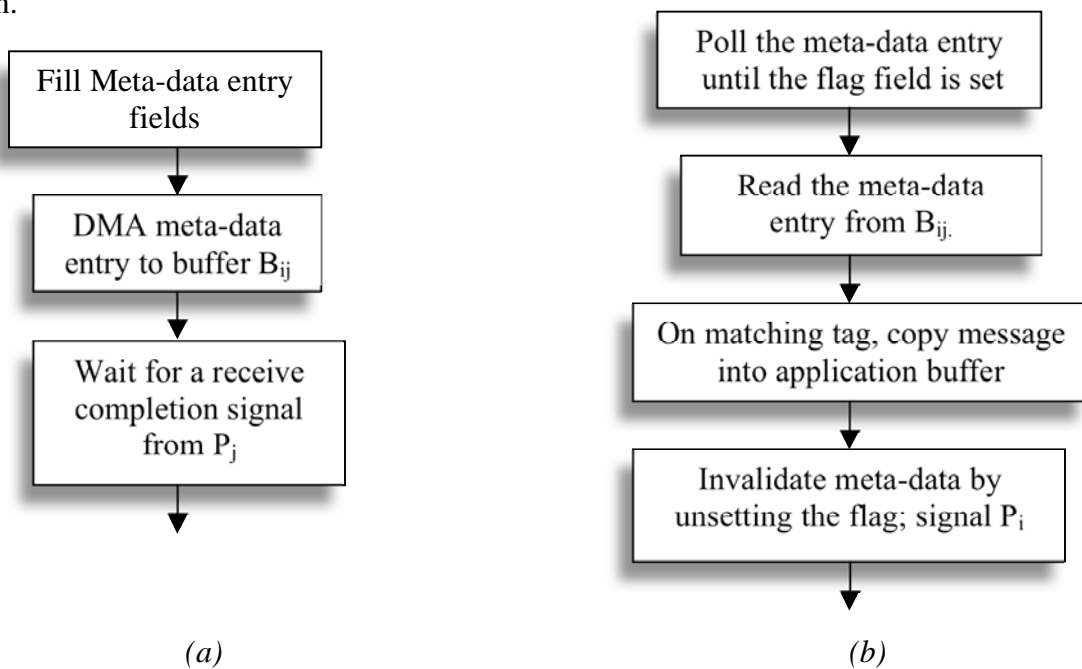 n.
Fill Meta-data entry
fields
DMA meta-data
entry to buffer Bij
Wait for a receive
completion signal
from Pj
(a)
Poll the meta-data entry
until the flag field is set
Read the meta-data
entry from Bij.
On matching tag, copy message
into application buffer
Invalidate meta-data by
unsetting the flag; signal Pi
(b)